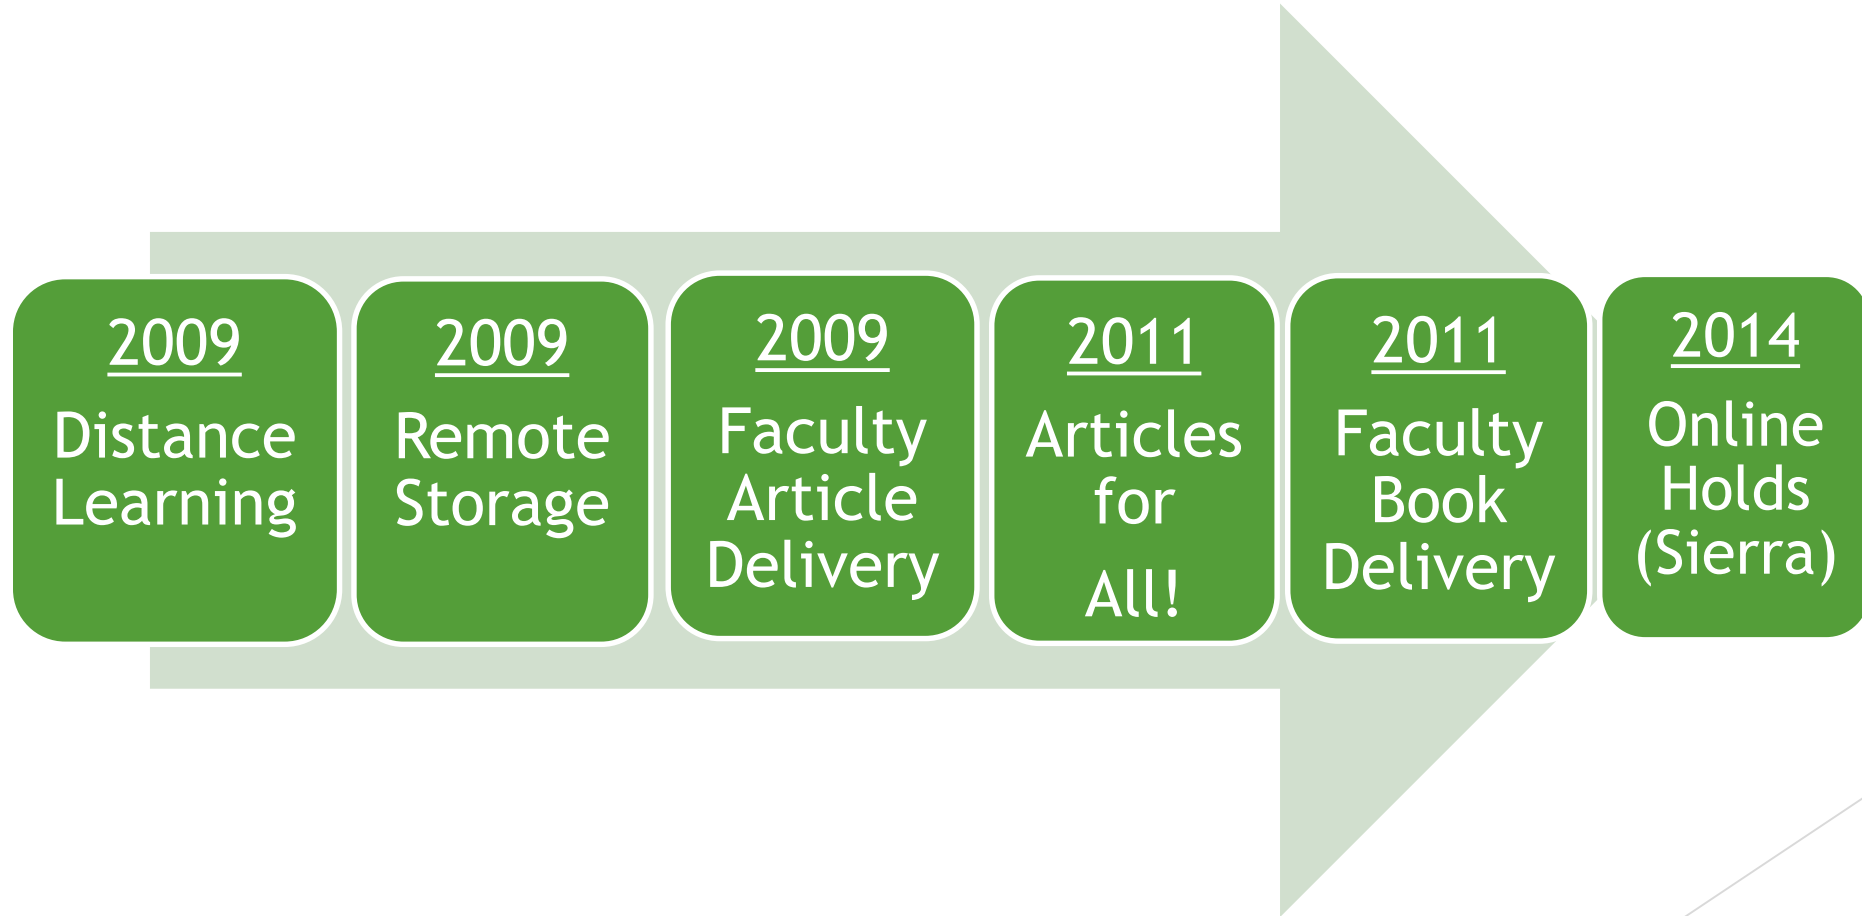 2009
Distance
Learning
2009
Remote
Storage
2009
Faculty
Article
Delivery
2011
Articles
for
All!
2011
Faculty
Book
Delivery
2014
Online
Holds
(Sierra)